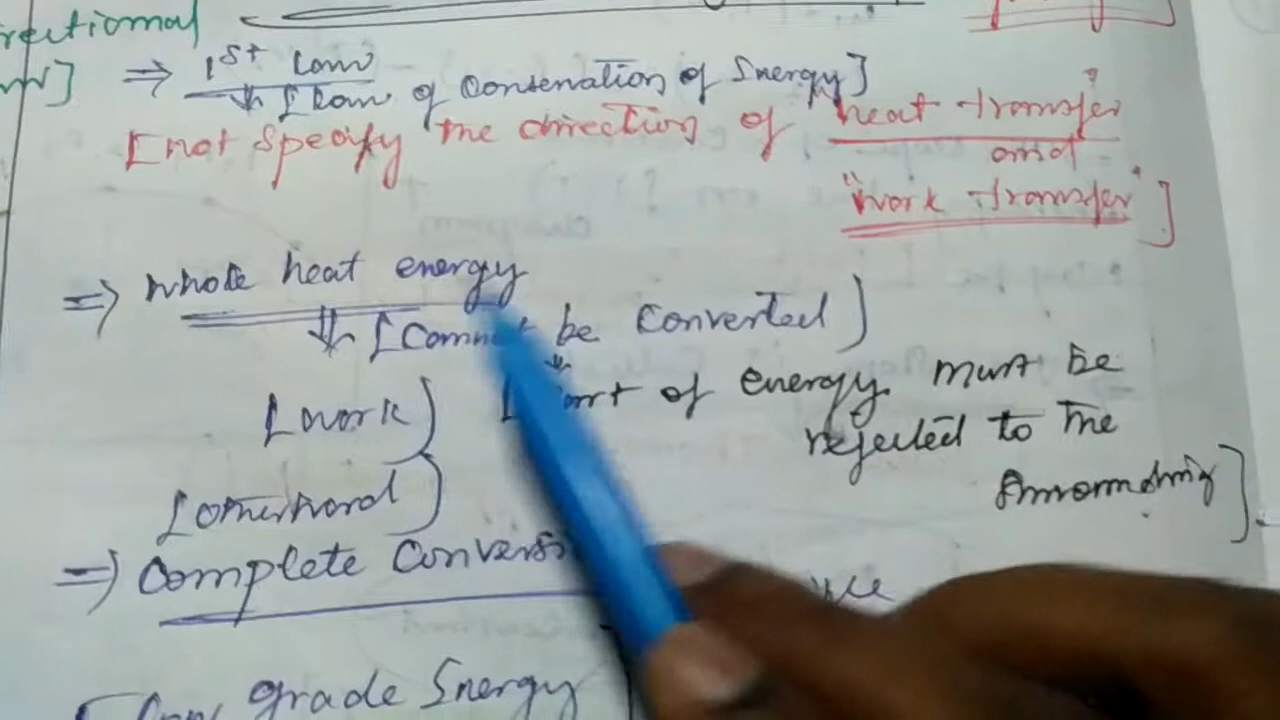 rectional
⇒ 1st Law
[Law of Conservation of Energy]
[not specify the direction of "heat transfer"
and
"work transfer"]
⇒ whole heat energy
[Cannot be converted]
[work] [Part of energy must be
rejected to the
surrounding].
[otherword]
⇒ Complete Convers
Low grade Energy